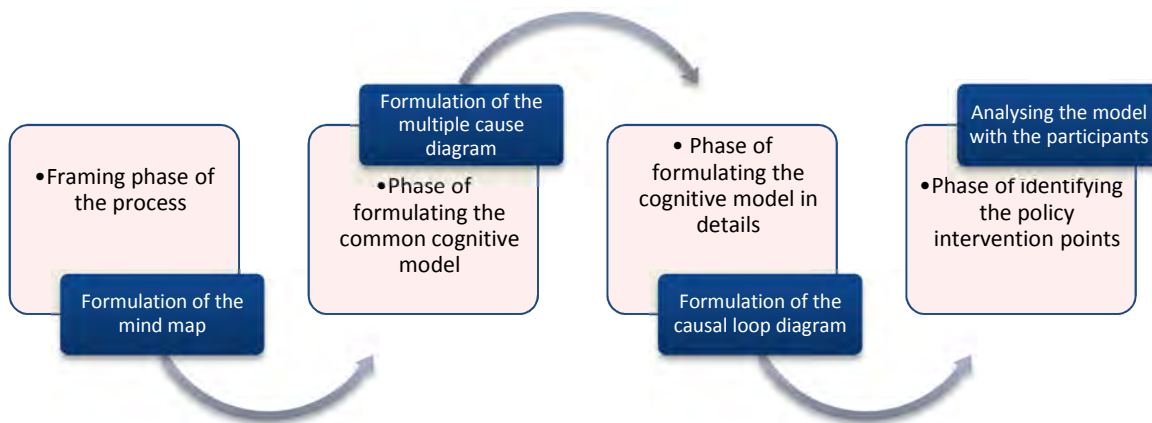 •Framing phase of
the process
Formulation of the
mind map
Formulation of the
multiple cause
diagram
•Phase of
formulating the
common cognitive
model
• Phase of
formulating the
cognitive model in
details
Formulation of the
causal loop diagram
Analysing the model
with the participants
•Phase of identifying
the policy
intervention points